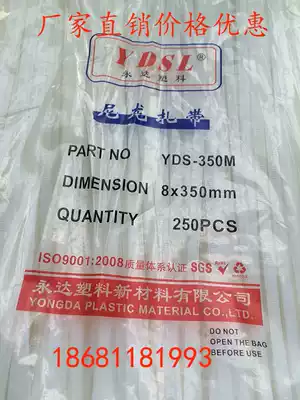 厂家直销价格优惠
YDSL®
永达塑料
尼龙扎带
PART NO YDS-350M
DIMENSION 8x350mm
QUANTITY 250PCS
ISO9001:2008质量体系认证 SGS
永达塑料新材料有限公司
YONGDA PLASTIC MATERIAL CO.,LTD.
DO NOT
OPEN THE BAG
BEFORE USE
18681181993